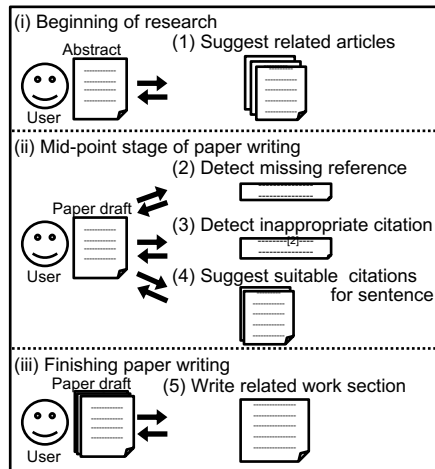 (i) Beginning of research
Abstract
(1) Suggest related articles
User
(ii) Mid-point stage of paper writing
(2) Detect missing reference
Paper draft
(3) Detect inappropriate citation
[2]
User
(4) Suggest suitable citations
for sentence
(iii) Finishing paper writing
Paper draft
(5) Write related work section
User